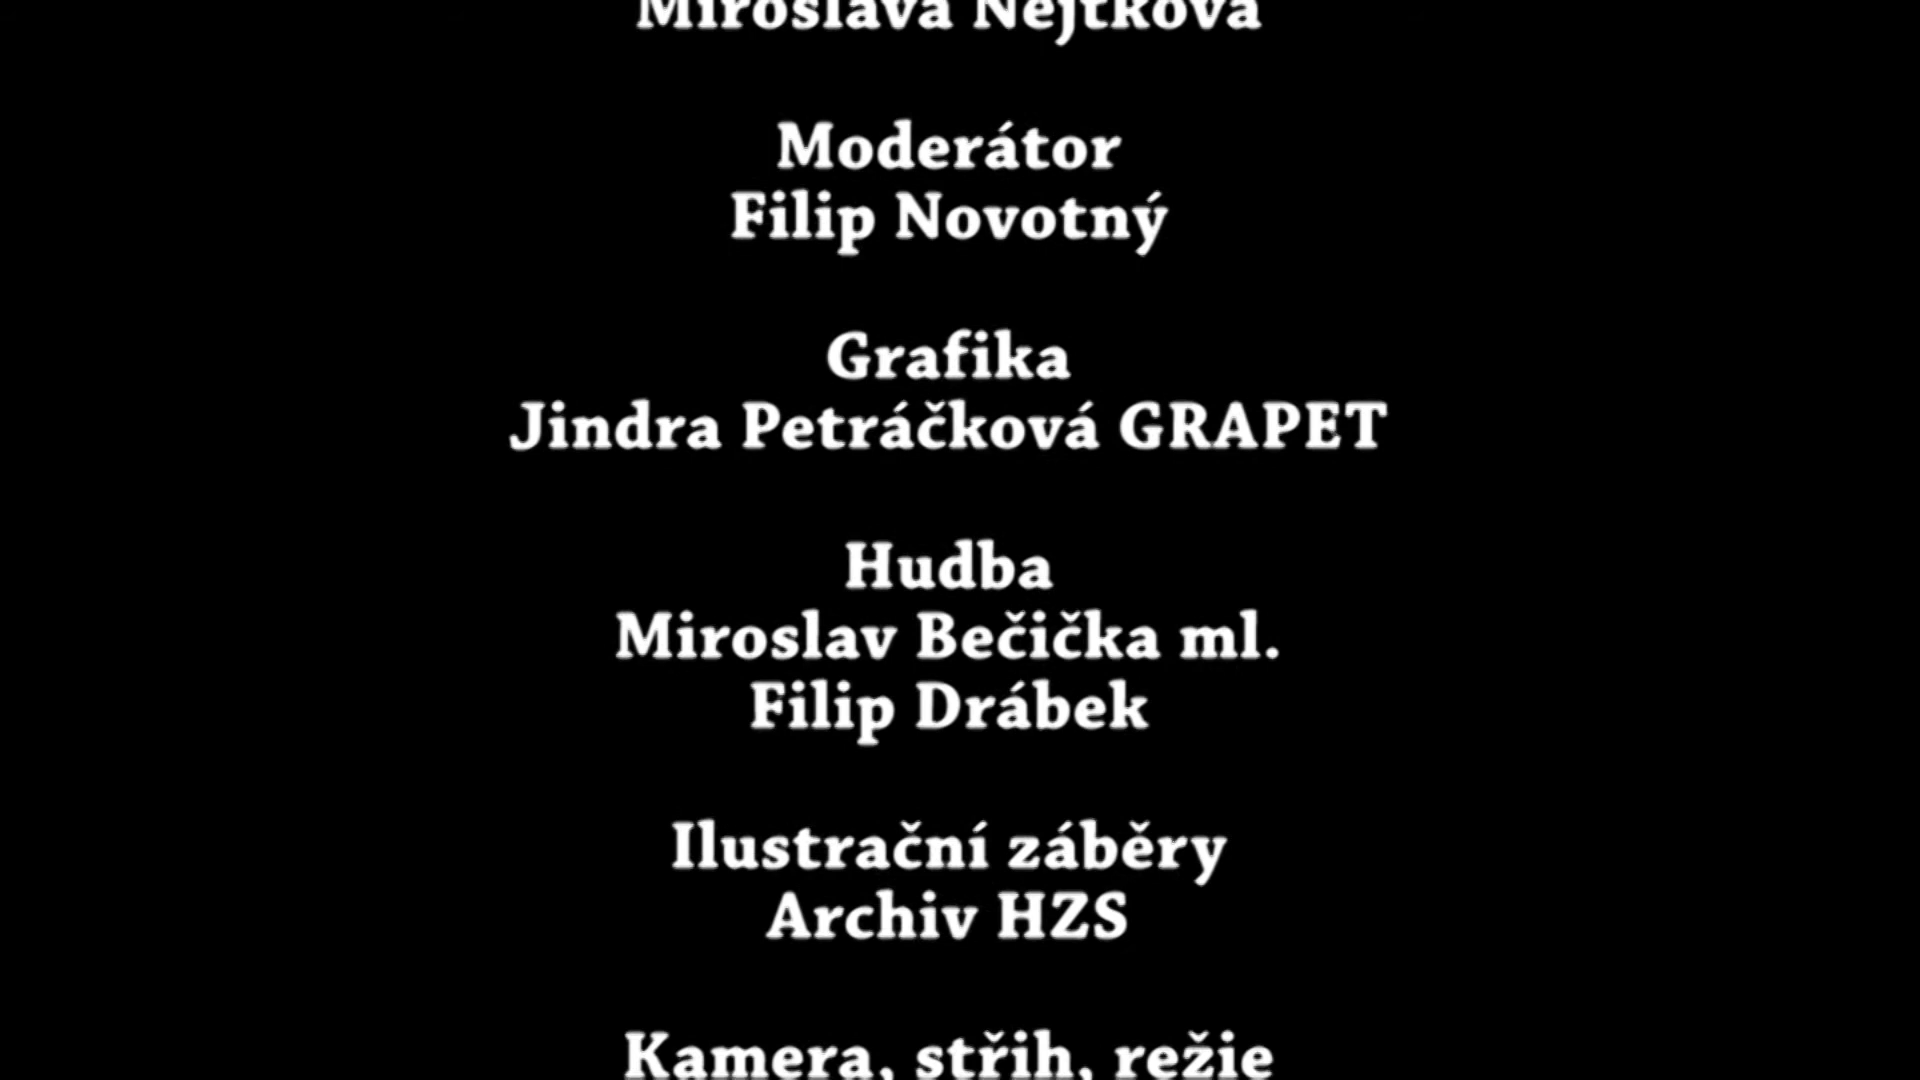 Miroslava Nejtková
Moderátor
Filip Novotný
Grafika
Jindra Petráčková GRAPET
Hudba
Miroslav Bečička ml.
Filip Drábek
Ilustrační záběry
Archiv HZS
Kamera, střih, režie